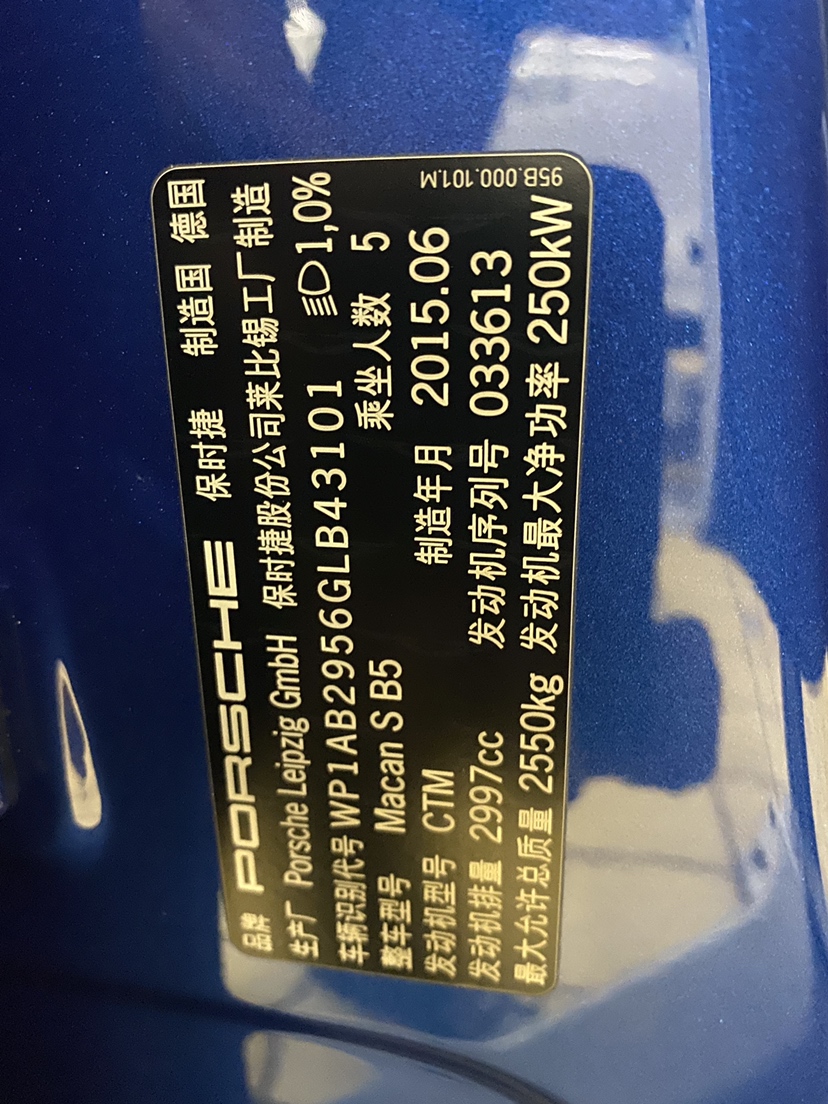 品牌 PORSCHE 保时捷 制造国 德国
生产厂 Porsche Leipzig GmbH 保时捷股份公司莱比锡工厂制造
车辆识别代号 WP1AB2956GLB43101 1,0%
整车型号 Macan S B5 乘坐人数 5
发动机型号 CTM 制造年月 2015.06
发动机排量 2997cc 发动机序列号 033613
最大允许总质量 2550kg 发动机最大净功率 250kW
95B.000.101.M